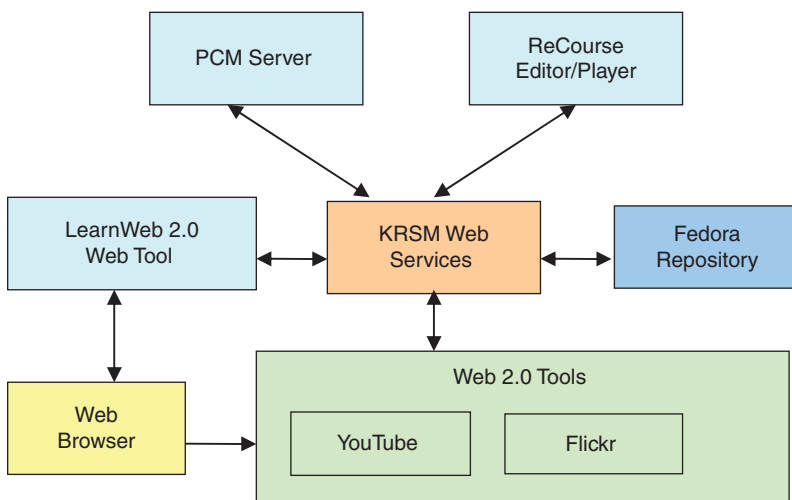 PCM Server
ReCourse
Editor/Player
LearnWeb 2.0
Web Tool
KRSM Web
Services
Fedora
Repository
Web
Browser
Web 2.0 Tools
YouTube
Flickr